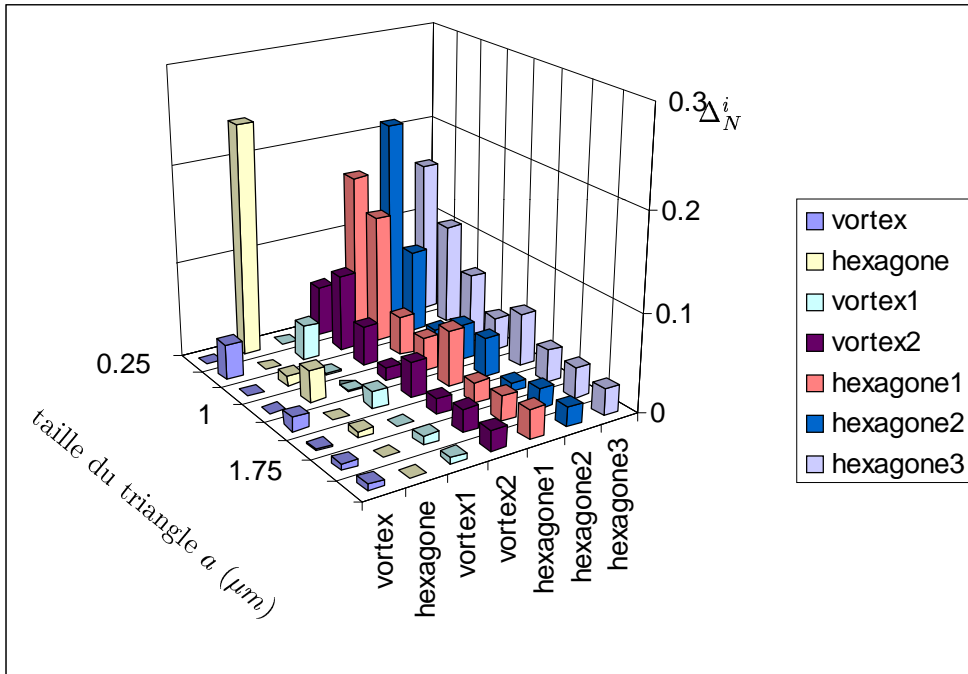 0.3
Δ_N^i
0.2
0.1
0
0.25
1
1.75
taille du triangle a (μm)
vortex
hexagone
vortex1
vortex2
hexagone1
hexagone2
hexagone3
vortex
hexagone
vortex1
vortex2
hexagone1
hexagone2
hexagone3